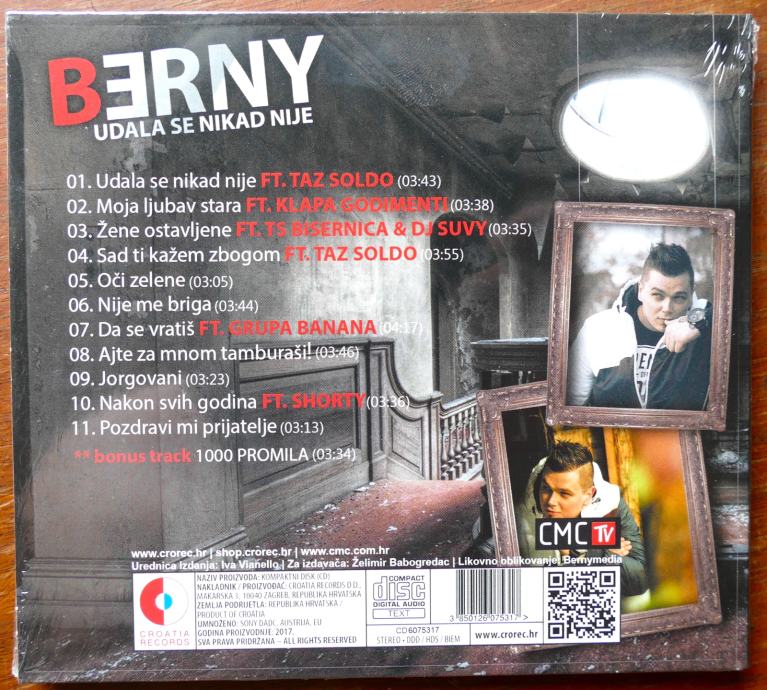 BERNY
UDALA SE NIKAD NIJE
01. Udala se nikad nije FT. TAZ SOLDO (03:43)
02. Moja ljubav stara FT. KLAPA GODIMENTI (03:38)
03. Žene ostavljene FT. TS BISERNICA & DJ SUVY (03:35)
04. Sad ti kažem zbogom FT. TAZ SOLDO (03:55)
05. Oči zelene (03:05)
06. Nije me briga (03:44)
07. Da se vratiš FT. GRUPA BANANA (04:17)
08. Ajte za mnom tamburaši! (03:46)
09. Jorgovani (03:23)
10. Nakon svih godina FT. SHORTY (03:36)
11. Pozdravi mi prijatelje (03:13)
** bonus track 1000 PROMILA (03:34)
CMC TV
www.crorec.hr | shop.crorec.hr | www.cmc.com.hr
Urednica Izdanja: Iva Vianello | Za izdavača: Želimir Babogredac | Likovno oblikovanje: Bernymedia
CROATIA RECORDS
NAZIV PROIZVODA: KOMPAKTNI DISK (CD)
NAKLADNIK / PROIZVOĐAČ: CROATIA RECORDS D.D.,
MAKARSKA 3, 10040 ZAGREB, REPUBLIKA HRVATSKA
ZEMLJA PODRIJETLA: REPUBLIKA HRVATSKA /
PRODUCT OF CROATIA
UMNOŽENO: SONY DADC, AUSTRIJA, EU
GODINA PROIZVODNJE: 2017.
SVA PRAVA PRIDRŽANA – ALL RIGHTS RESERVED
COMPACT
disc
DIGITAL AUDIO
TEXT
CD 6075317
STEREO • DDD / HDS / BIEM
3 850126 075317 >
www.crorec.hr